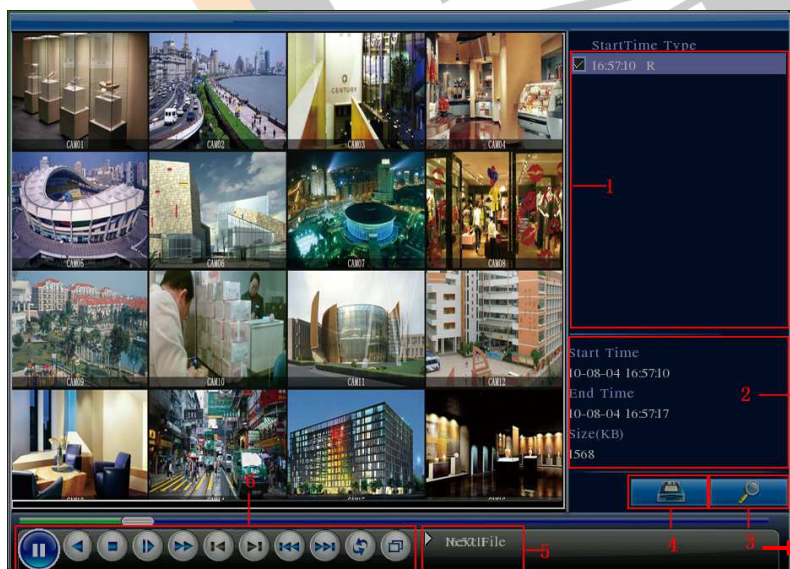 StartTime Type
16:57:10 R
CENTURY
CAM01 CAM02 CAM03 CAM04
CAM05 CAM06 CAM07 CAM08
CAM09 CAM10 CAM11 CAM12
1
Start Time
10-08-04 16:57:10
End Time
10-08-04 16:57:17
Size(KB)
1568
2
6
4
3
File
5